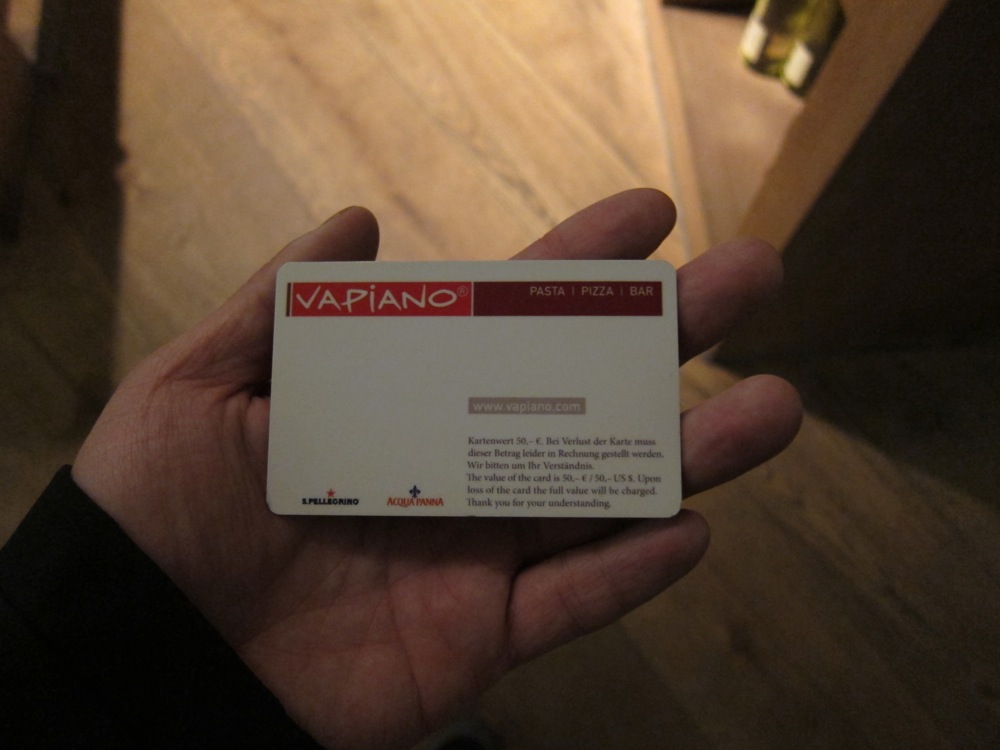 VAPIANO®
PASTA | PIZZA | BAR
www.vapiano.com
Kartenwert 50,– €. Bei Verlust der Karte muss
dieser Betrag leider in Rechnung gestellt werden.
Wir bitten um Ihr Verständnis.
The value of the card is 50,– € / 50,– US $. Upon
loss of the card the full value will be charged.
Thank you for your understanding.
S.PELLEGRINO
ACQUA PANNA